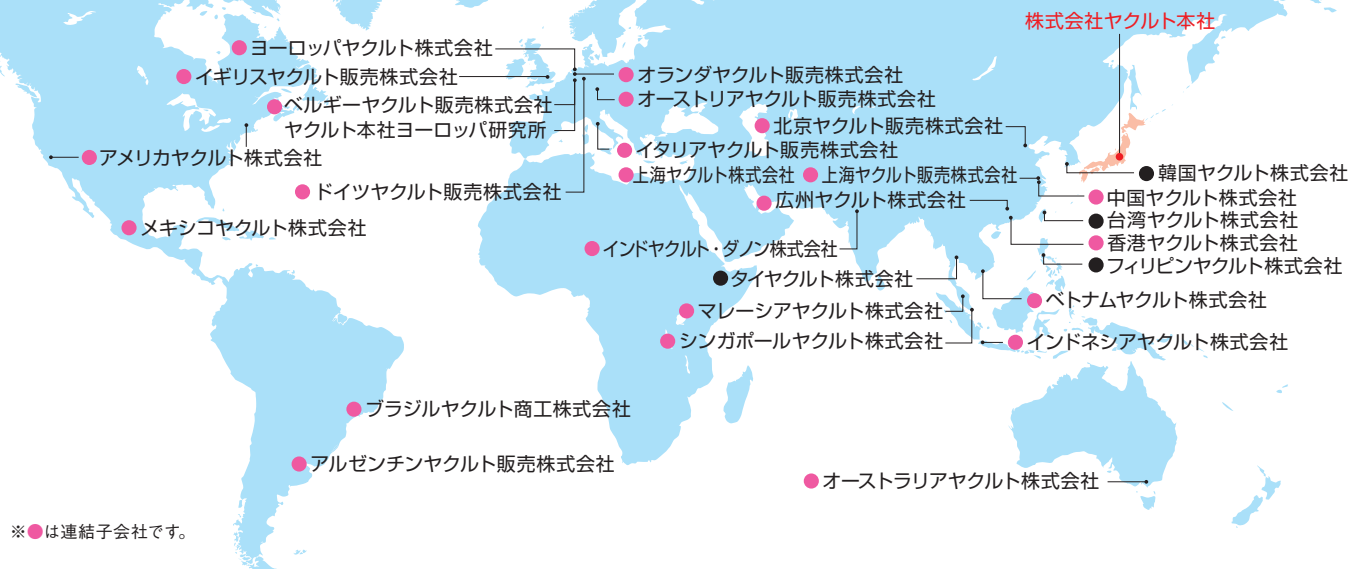 株式会社ヤクルト本社
●ヨーロッパヤクルト株式会社
●イギリスヤクルト販売株式会社
●オランダヤクルト販売株式会社
●ベルギーヤクルト販売株式会社
●オーストリアヤクルト販売株式会社
ヤクルト本社ヨーロッパ研究所
●北京ヤクルト販売株式会社
●イタリアヤクルト販売株式会社
●アメリカヤクルト株式会社
●上海ヤクルト株式会社
●上海ヤクルト販売株式会社
●韓国ヤクルト株式会社
●ドイツヤクルト販売株式会社
●広州ヤクルト株式会社
●中国ヤクルト株式会社
●台湾ヤクルト株式会社
●メキシコヤクルト株式会社
●香港ヤクルト株式会社
●インドヤクルト・ダノン株式会社
●フィリピンヤクルト株式会社
●タイヤクルト株式会社
●ベトナムヤクルト株式会社
●マレーシアヤクルト株式会社
●シンガポールヤクルト株式会社
●インドネシアヤクルト株式会社
●ブラジルヤクルト商工株式会社
●アルゼンチンヤクルト販売株式会社
●オーストラリアヤクルト株式会社
※●は連結子会社です。